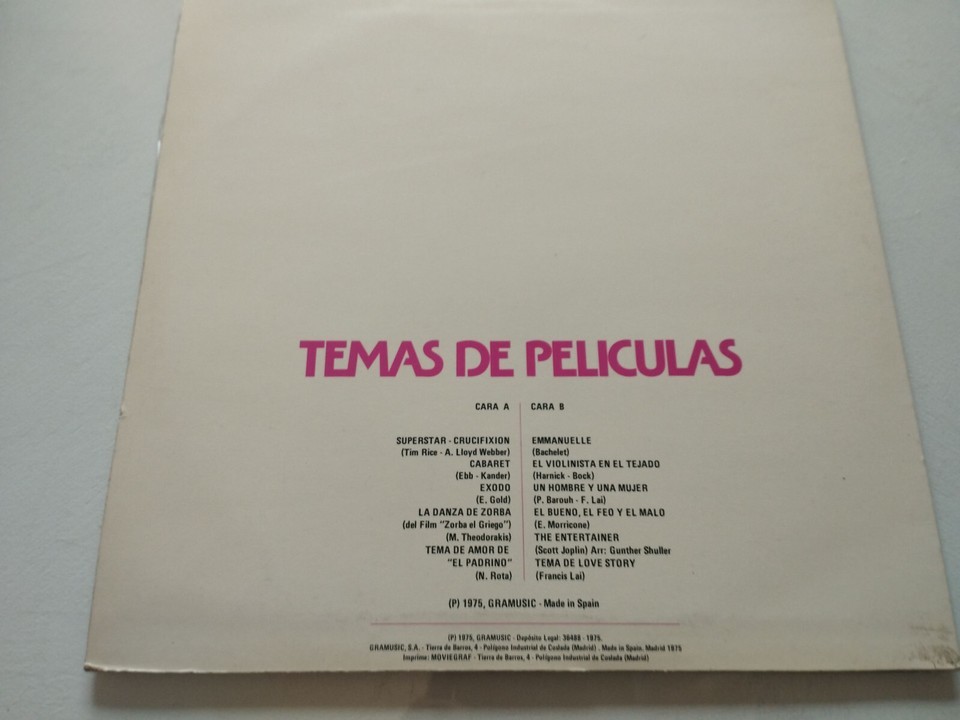 TEMAS DE PELICULAS
CARA A
SUPERSTAR - CRUCIFIXION
(Tim Rice - A. Lloyd Webber)
CABARET
(Ebb - Kander)
EXODO
(E. Gold)
LA DANZA DE ZORBA
(del Film "Zorba el Griego")
(M. Theodorakis)
TEMA DE AMOR DE
"EL PADRINO"
(N. Rota)
CARA B
EMMANUELLE
(Bachelet)
EL VIOLINISTA EN EL TEJADO
(Harnick - Bock)
UN HOMBRE Y UNA MUJER
(P. Barouh - F. Lai)
EL BUENO, EL FEO Y EL MALO
(E. Morricone)
THE ENTERTAINER
(Scott Joplin) Arr: Gunther Shuller
TEMA DE LOVE STORY
(Francis Lai)
(P) 1975, GRAMUSIC - Made in Spain
(P) 1975, GRAMUSIC - Depósito Legal: 36488 - 1975.
GRAMUSIC, S.A. - Tierra de Barros, 4 - Polígono Industrial de Coslada (Madrid) . Made in Spain. Madrid 1975
Imprime: MOVIEGRAF - Tierra de Barros, 4 - Polígono Industrial de Coslada (Madrid)